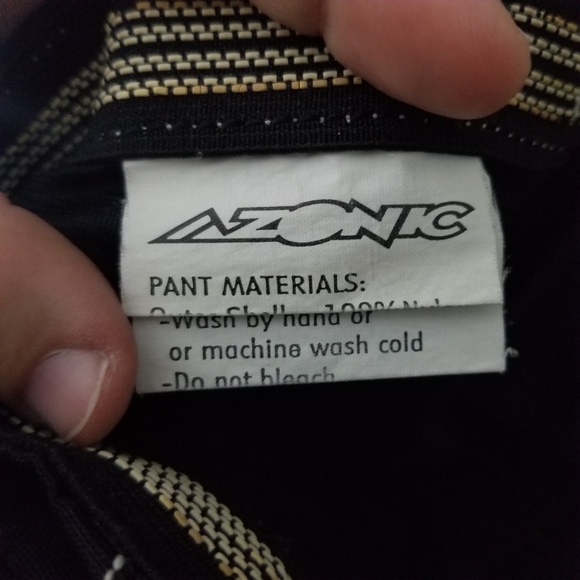 AZONIC
PANT MATERIALS:
-Wash by hand or
or machine wash cold
-Do not bleach